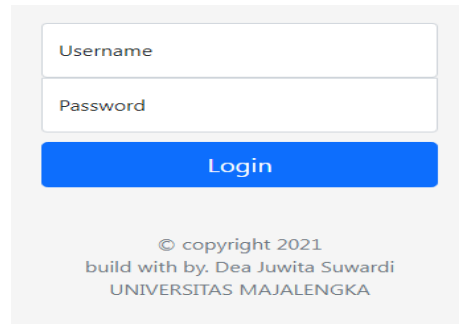 Username
Password
Login
© copyright 2021
build with by. Dea Juwita Suwardi
UNIVERSITAS MAJALENGKA